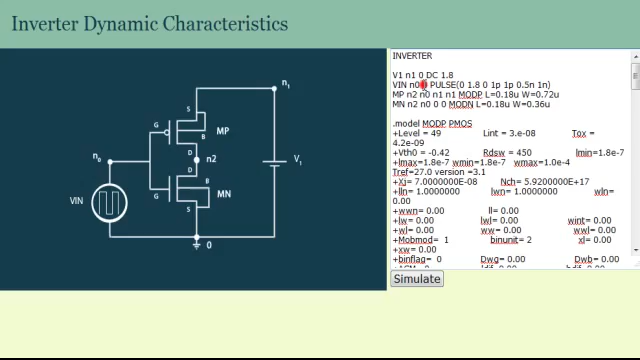 Inverter Dynamic Characteristics
n1
S
G
B
MP
D
n0
n2
V1
D
G
MN
VIN
B
S
0
INVERTER
V1 n1 0 DC 1.8
VIN n0 0 PULSE(0 1.8 0 1p 1p 0.5n 1n)
MP n2 n0 n1 n1 MODP L=0.18u W=0.72u
MN n2 n0 0 0 MODN L=0.18u W=0.36u
.model MODP PMOS
+Level = 49 Lint = 3.e-08 Tox =
4.2e-09
+Vth0 = -0.42 Rdsw = 450 lmin=1.8e-7
+lmax=1.8e-7 wmin=1.8e-7 wmax=1.0e-4
Tref=27.0 version =3.1
+Xj= 7.0000000E-08 Nch= 5.9200000E+17
+lln= 1.0000000 lwn= 1.0000000 wln=
0.00
+wwn= 0.00 ll= 0.00
+lw= 0.00 lwl= 0.00 wint= 0.00
+wl= 0.00 ww= 0.00 wwl= 0.00
+Mobmod= 1 binunit= 2 xl= 0.00
+xw= 0.00
+binflag= 0 Dwg= 0.00 Dwb= 0.00
Simulate